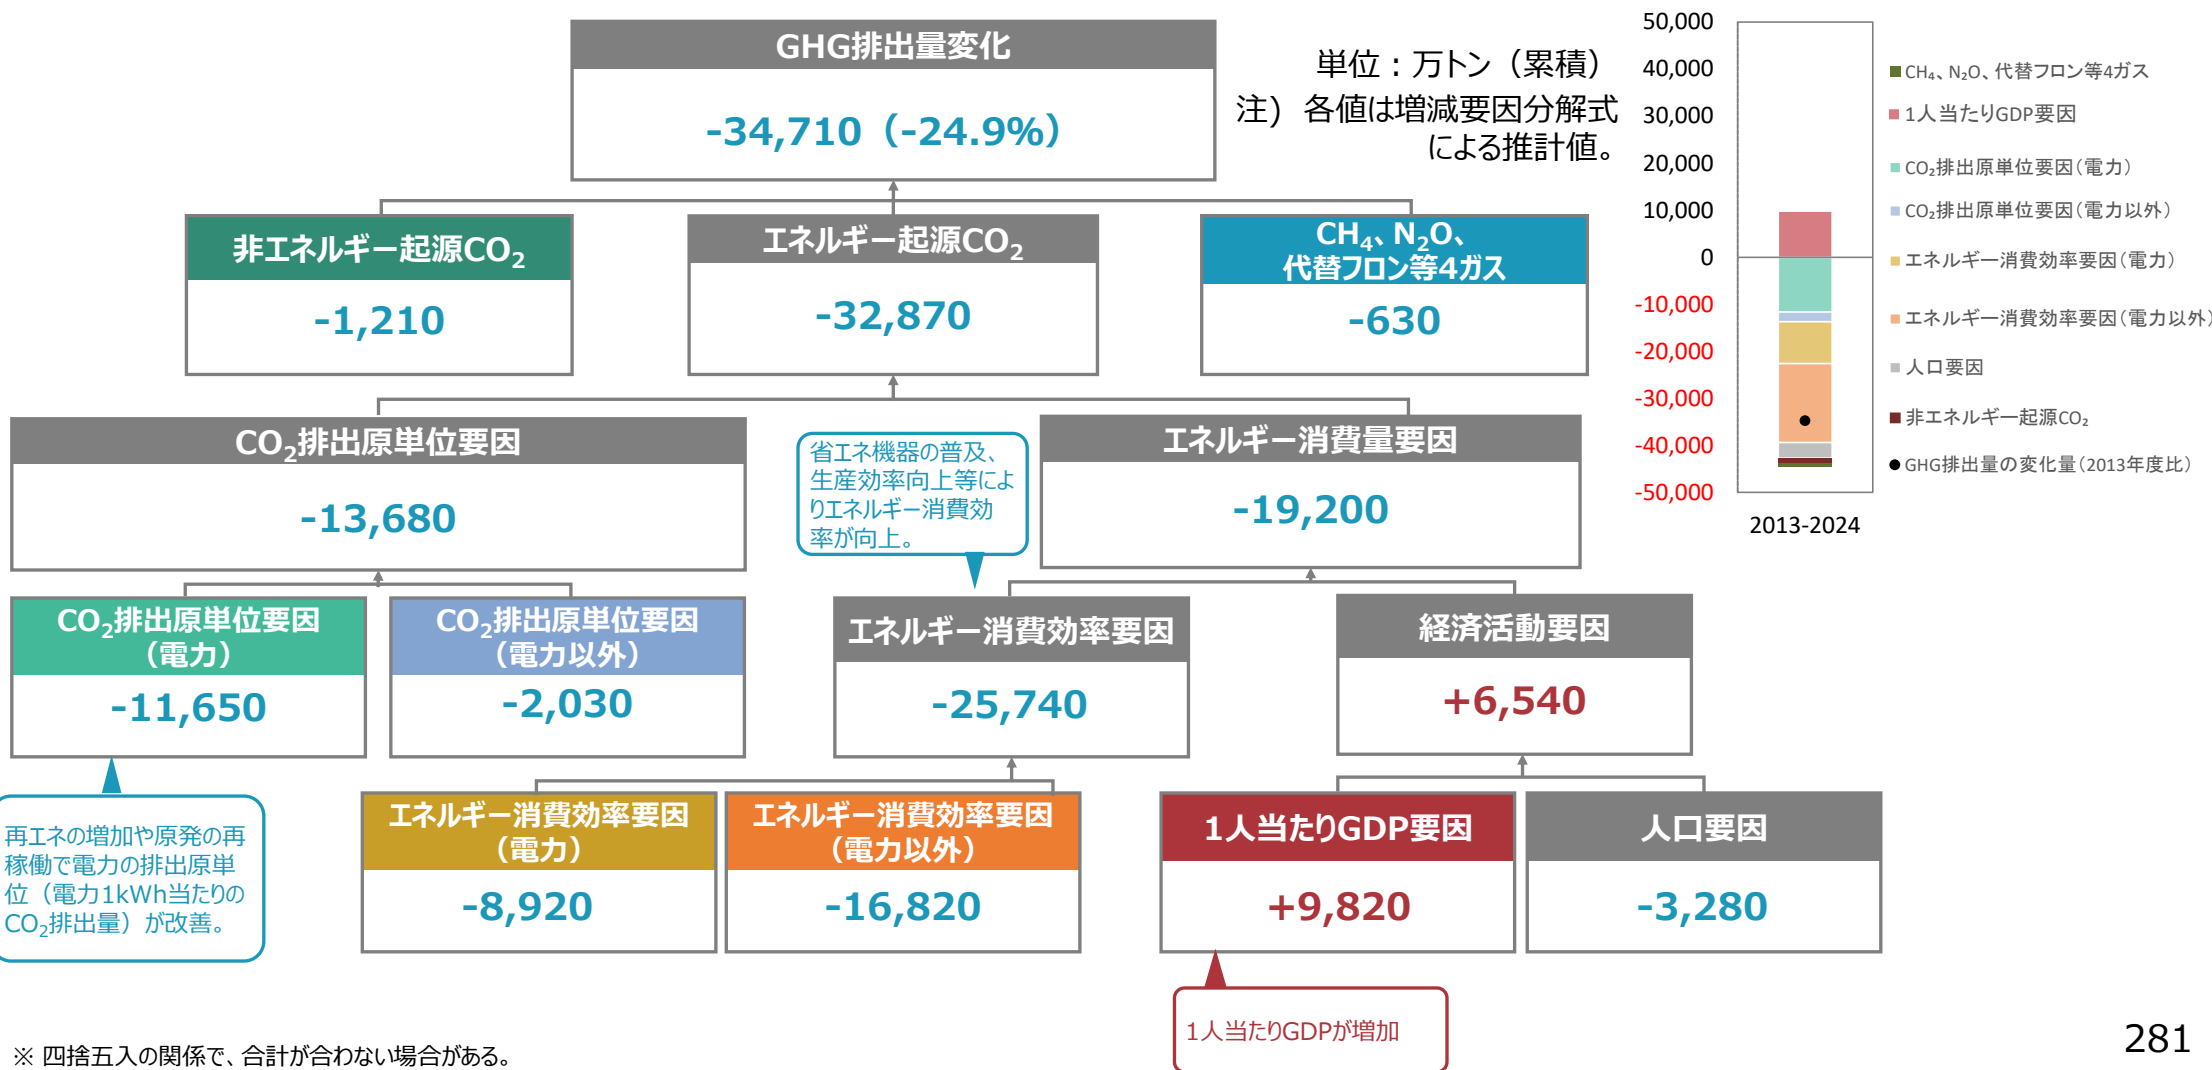 GHG排出量変化
-34,710（-24.9%）
単位：万トン（累積）
注）各値は増減要因分解式
による推計値。
非エネルギー起源CO₂
-1,210
エネルギー起源CO₂
-32,870
CH₄、N₂O、
代替フロン等4ガス
-630
CO₂排出原単位要因
-13,680
省エネ機器の普及、
生産効率向上等によ
りエネルギー消費効
率が向上。
エネルギー消費量要因
-19,200
CO₂排出原単位要因
（電力）
-11,650
CO₂排出原単位要因
（電力以外）
-2,030
エネルギー消費効率要因
-25,740
経済活動要因
+6,540
再エネの増加や原発の再
稼働で電力の排出原単
位（電力1kWh当たりの
CO₂排出量）が改善。
エネルギー消費効率要因
（電力）
-8,920
エネルギー消費効率要因
（電力以外）
-16,820
1人当たりGDP要因
+9,820
人口要因
-3,280
1人当たりGDPが増加
50,000
40,000
30,000
20,000
10,000
0
-10,000
-20,000
-30,000
-40,000
-50,000
2013-2024
CH₄、N₂O、代替フロン等4ガス
1人当たりGDP要因
CO₂排出原単位要因(電力)
CO₂排出原単位要因(電力以外)
エネルギー消費効率要因(電力)
エネルギー消費効率要因(電力以外)
人口要因
非エネルギー起源CO₂
GHG排出量の変化量(2013年度比)
※ 四捨五入の関係で、合計が合わない場合がある。
281